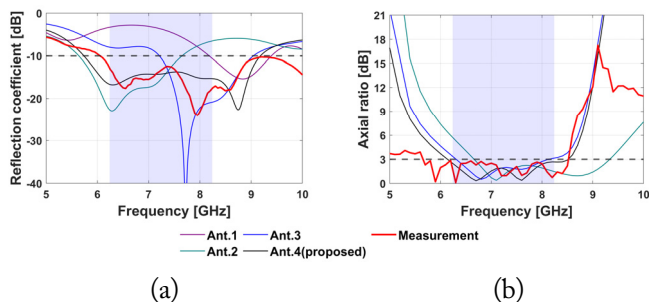 Reflection coefficient [dB]
0
-10
-20
-30
-40
5 6 7 8 9 10
Frequency [GHz]
Axial ratio [dB]
21
18
15
12
9
6
3
0
5 6 7 8 9 10
Frequency [GHz]
Ant.1 Ant.3 Measurement
Ant.2 Ant.4(proposed)
(a) (b)